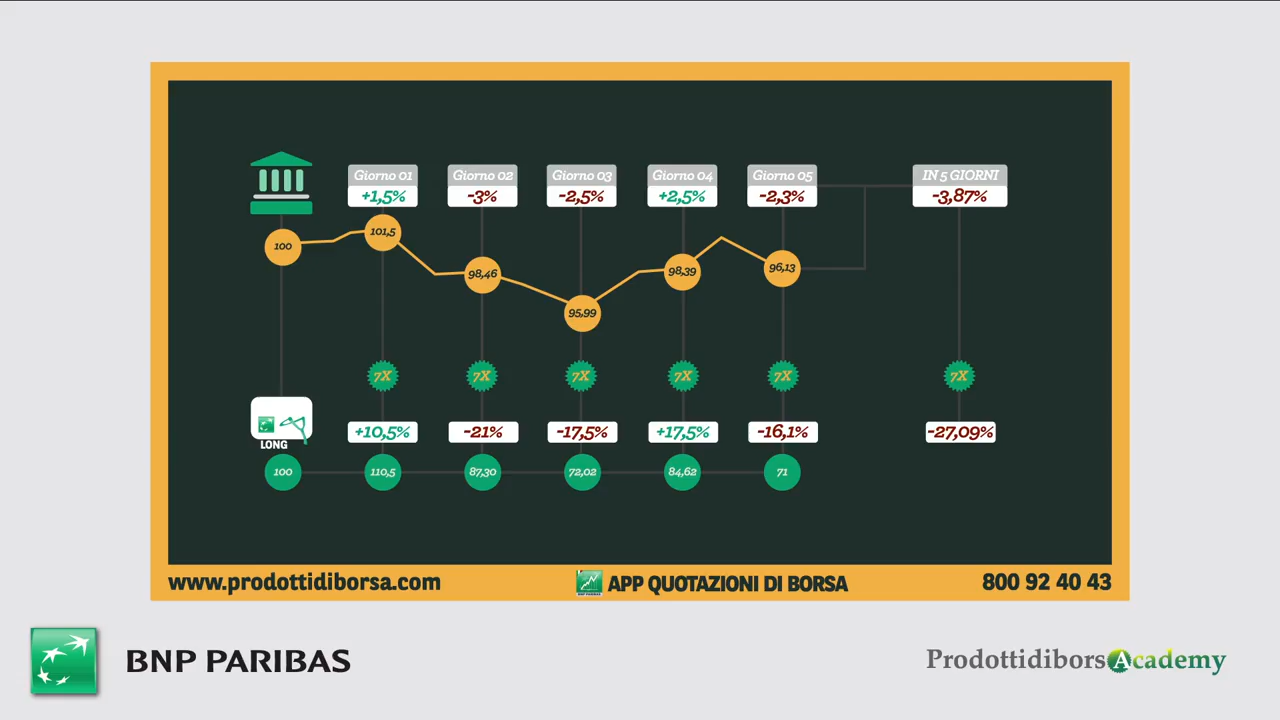 Giorno 01 Giorno 02 Giorno 03 Giorno 04 Giorno 05 IN 5 GIORNI
+1,5% -3% -2,5% +2,5% -2,3% -3,87%
100 101,5 98,46 95,99 98,39 96,13
7X 7X 7X 7X 7X 7X
LONG +10,5% -21% -17,5% +17,5% -16,1% -27,09%
100 110,5 87,30 72,02 84,62 71
www.prodottidiborsa.com BNP PARIBAS APP QUOTAZIONI DI BORSA 800 92 40 43
BNP PARIBAS ProdottidiborsAcademy